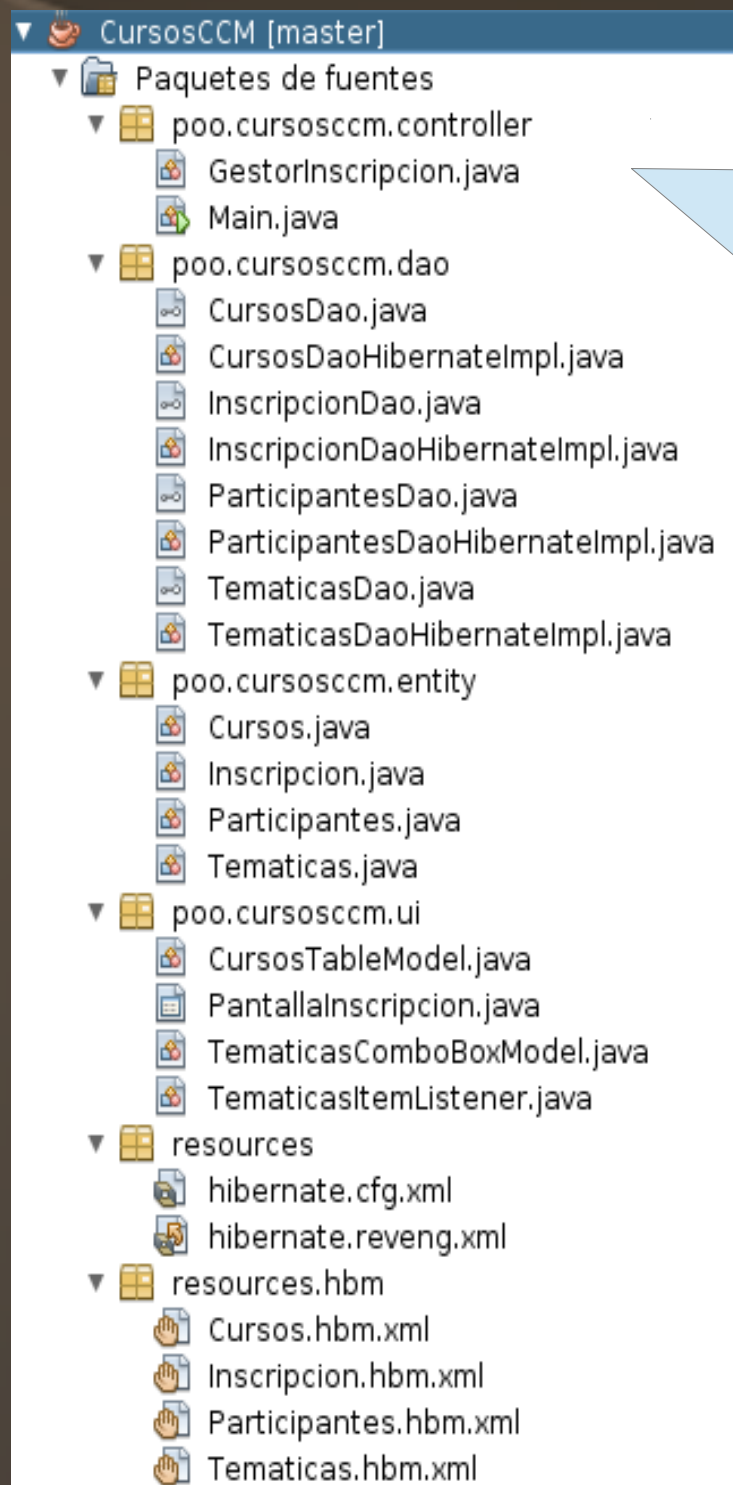 CursosCCM [master]
Paquetes de fuentes
poo.cursosccm.controller
GestorInscripcion.java
Main.java
poo.cursosccm.dao
CursosDao.java
CursosDaoHibernateImpl.java
InscripcionDao.java
InscripcionDaoHibernateImpl.java
ParticipantesDao.java
ParticipantesDaoHibernateImpl.java
TematicasDao.java
TematicasDaoHibernateImpl.java
poo.cursosccm.entity
Cursos.java
Inscripcion.java
Participantes.java
Tematicas.java
poo.cursosccm.ui
CursosTableModel.java
PantallaInscripcion.java
TematicasComboBoxModel.java
TematicasItemListener.java
resources
hibernate.cfg.xml
hibernate.reveng.xml
resources.hbm
Cursos.hbm.xml
Inscripcion.hbm.xml
Participantes.hbm.xml
Tematicas.hbm.xml